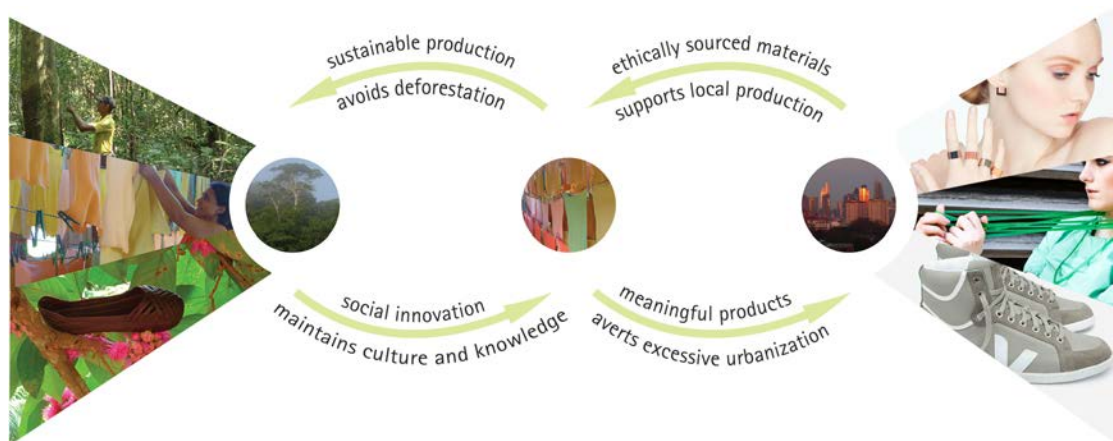 sustainable production
avoids deforestation
ethically sourced materials
supports local production
social innovation
maintains culture and knowledge
meaningful products
averts excessive urbanization